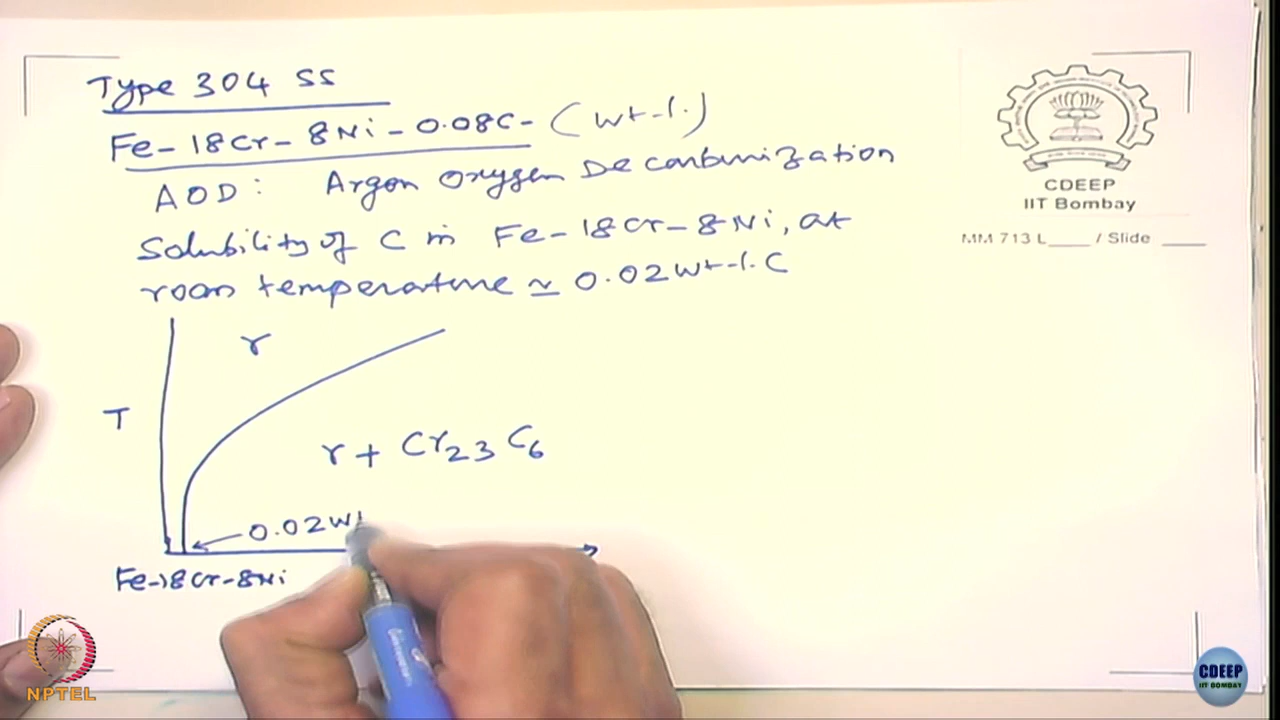 Type 304 SS
Fe-18Cr-8Ni-0.08C- (wt-%)
AOD: Argon Oxygen Decarburization
Solubility of C in Fe-18Cr-8Ni, at
room temperature ≃ 0.02wt-%.C
γ
T
γ + Cr23C6
0.02w
Fe-18Cr-8Ni
CDEEP
IIT Bombay
MM 713 L____ / Slide ____
NPTEL
CDEEP
IIT BOMBAY